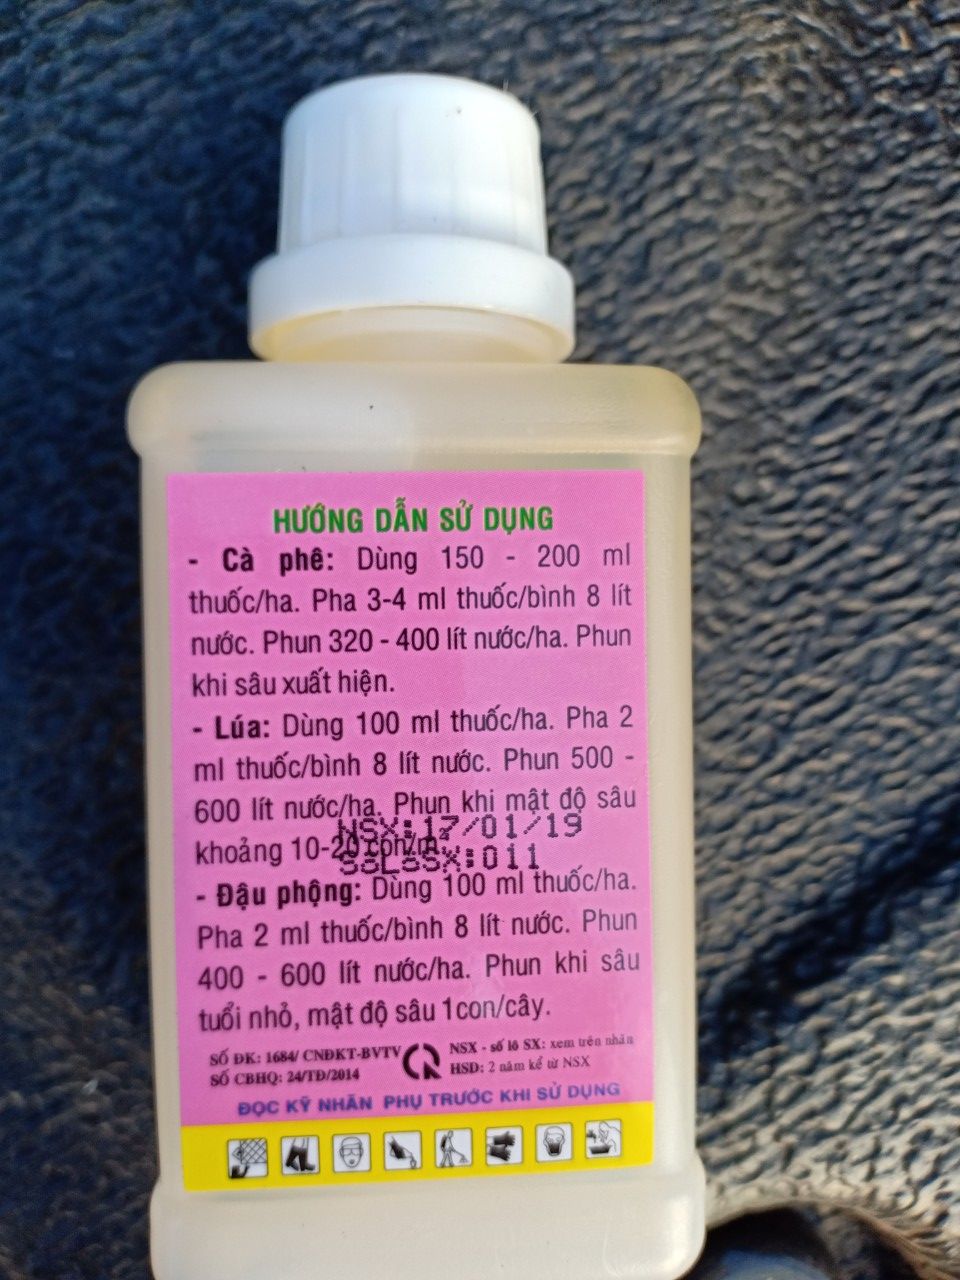 HƯỚNG DẪN SỬ DỤNG
- Cà phê: Dùng 150 - 200 ml
thuốc/ha. Pha 3-4 ml thuốc/bình 8 lít
nước. Phun 320 - 400 lít nước/ha. Phun
khi sâu xuất hiện.
- Lúa: Dùng 100 ml thuốc/ha. Pha 2
ml thuốc/bình 8 lít nước. Phun 500 -
600 lít nước/ha. Phun khi mật độ sâu
NSX:17/01/19
khoảng 10-20 con/m
SLSX:011
- Đậu phộng: Dùng 100 ml thuốc/ha.
Pha 2 ml thuốc/bình 8 lít nước. Phun
400 - 600 lít nước/ha. Phun khi sâu
tuổi nhỏ, mật độ sâu 1con/cây.
SỐ ĐK: 1684/ CNĐKT-BVTV
SỐ CBHQ: 24/TĐ/2014
NSX - số lô SX: xem trên nhãn
HSD: 2 năm kể từ NSX
ĐỌC KỸ NHÃN PHỤ TRƯỚC KHI SỬ DỤNG